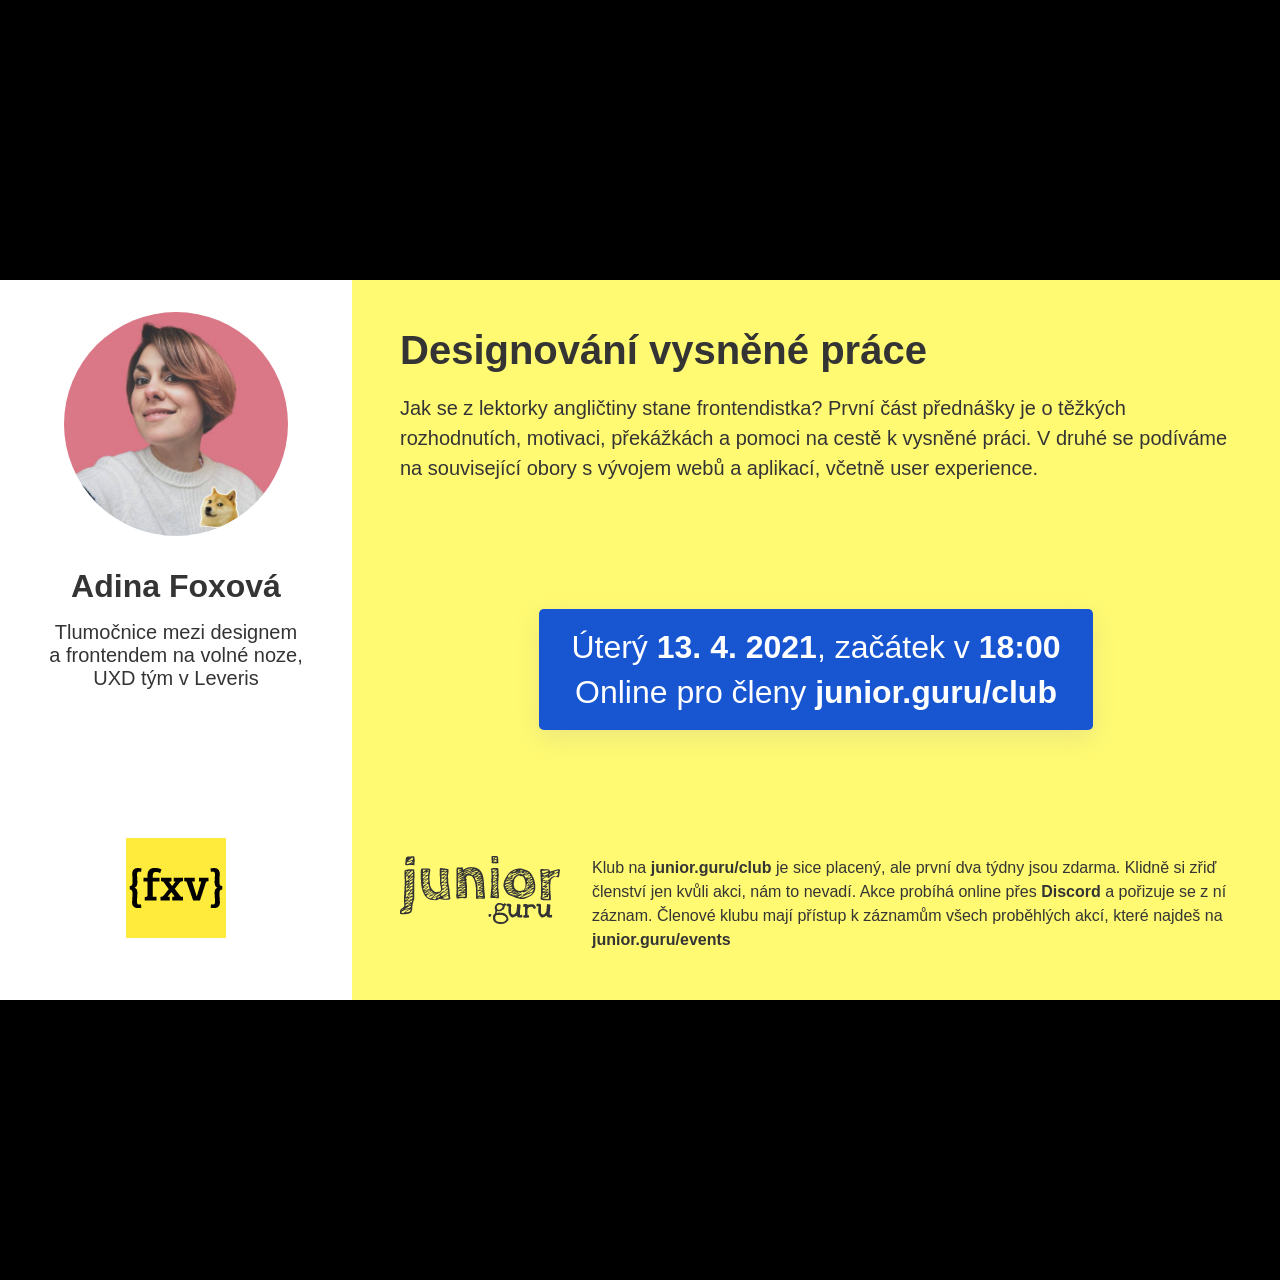 Adina Foxová
Tlumočnice mezi designem
a frontendem na volné noze,
UXD tým v Leveris
{fxv}
Designování vysněné práce
Jak se z lektorky angličtiny stane frontendistka? První část přednášky je o těžkých
rozhodnutích, motivaci, překážkách a pomoci na cestě k vysněné práci. V druhé se podíváme
na související obory s vývojem webů a aplikací, včetně user experience.
Úterý 13. 4. 2021, začátek v 18:00
Online pro členy junior.guru/club
junior
.guru
Klub na junior.guru/club je sice placený, ale první dva týdny jsou zdarma. Klidně si zřiď
členství jen kvůli akci, nám to nevadí. Akce probíhá online přes Discord a pořizuje se z ní
záznam. Členové klubu mají přístup k záznamům všech proběhlých akcí, které najdeš na
junior.guru/events